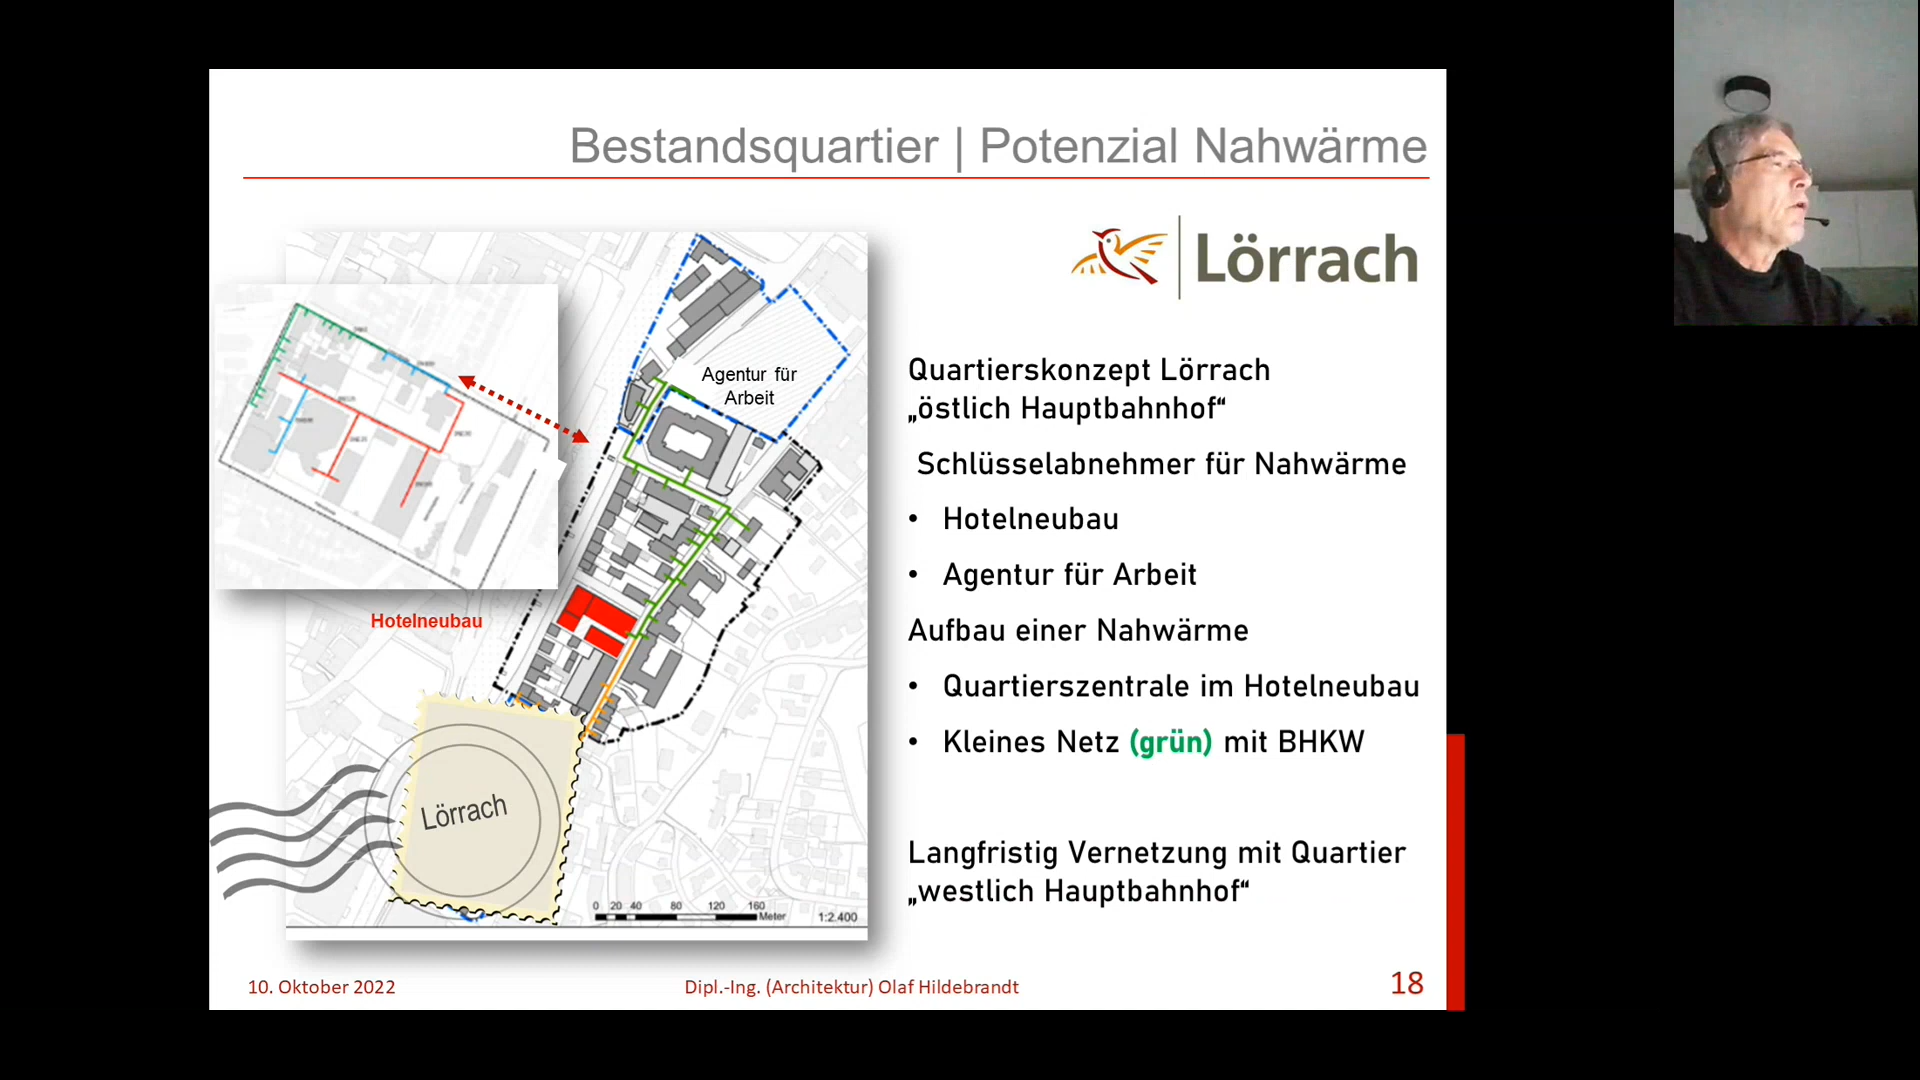 Bestandsquartier | Potenzial Nahwärme
Lörrach
Agentur für
Arbeit
Hotelneubau
Lörrach
0 20 40 80 120 160
Meter
1:2.400
Quartierskonzept Lörrach
„östlich Hauptbahnhof“
Schlüsselabnehmer für Nahwärme
• Hotelneubau
• Agentur für Arbeit
Aufbau einer Nahwärme
• Quartierszentrale im Hotelneubau
• Kleines Netz (grün) mit BHKW
Langfristig Vernetzung mit Quartier
„westlich Hauptbahnhof“
10. Oktober 2022
Dipl.-Ing. (Architektur) Olaf Hildebrandt
18